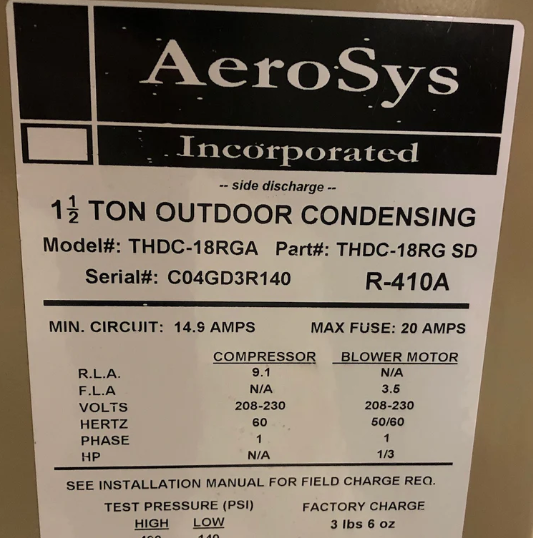 AeroSys
Incorporated
-- side discharge --
1 1/2 TON OUTDOOR CONDENSING
Model#: THDC-18RGA Part#: THDC-18RG SD
Serial#: C04GD3R140 R-410A
MIN. CIRCUIT: 14.9 AMPS MAX FUSE: 20 AMPS
COMPRESSOR BLOWER MOTOR
R.L.A. 9.1 N/A
F.L.A N/A 3.5
VOLTS 208-230 208-230
HERTZ 60 50/60
PHASE 1 1
HP N/A 1/3
SEE INSTALLATION MANUAL FOR FIELD CHARGE REQ.
TEST PRESSURE (PSI) FACTORY CHARGE
HIGH LOW 3 lbs 6 oz